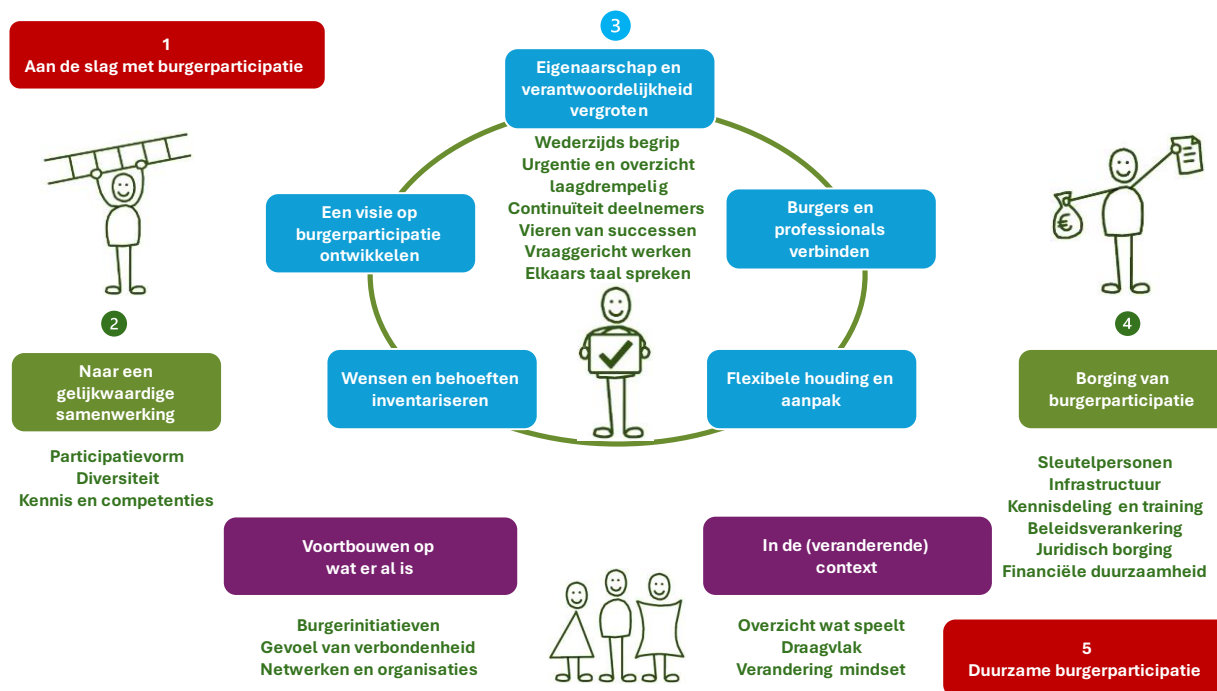 1
Aan de slag met burgerparticipatie
3
Eigenaarschap en
verantwoordelijkheid
vergroten
Wederzijds begrip
Urgentie en overzicht
laagdrempelig
Continuïteit deelnemers
Vieren van successen
Vraaggericht werken
Elkaars taal spreken
Een visie op
burgerparticipatie
ontwikkelen
Burgers en
professionals
verbinden
Wensen en behoeften
inventariseren
Flexibele houding en
aanpak
2
Naar een
gelijkwaardige
samenwerking
Participatievorm
Diversiteit
Kennis en competenties
€
4
Borging van
burgerparticipatie
Sleutelpersonen
Infrastructuur
Kennisdeling en training
Beleidsverankering
Juridisch borging
Financiële duurzaamheid
Voortbouwen op
wat er al is
Burgerinitiatieven
Gevoel van verbondenheid
Netwerken en organisaties
In de (veranderende)
context
Overzicht wat speelt
Draagvlak
Verandering mindset
5
Duurzame burgerparticipatie